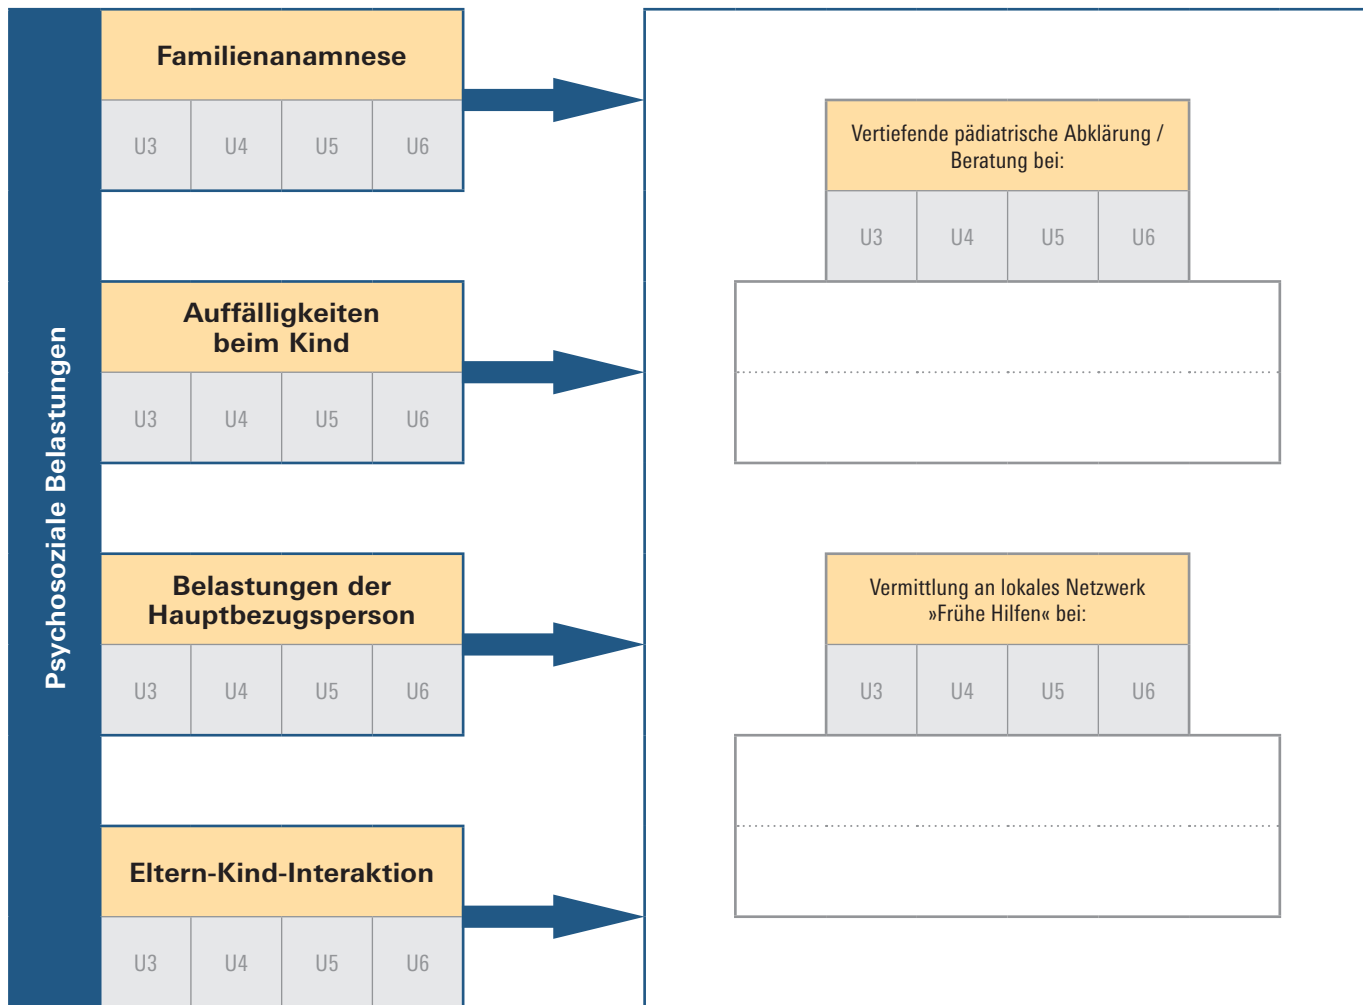 Psychosoziale Belastungen
Familienanamnese
U3 U4 U5 U6
Auffälligkeiten
beim Kind
U3 U4 U5 U6
Belastungen der
Hauptbezugsperson
U3 U4 U5 U6
Eltern-Kind-Interaktion
U3 U4 U5 U6
Vertiefende pädiatrische Abklärung /
Beratung bei:
U3 U4 U5 U6
Vermittlung an lokales Netzwerk
»Frühe Hilfen« bei:
U3 U4 U5 U6